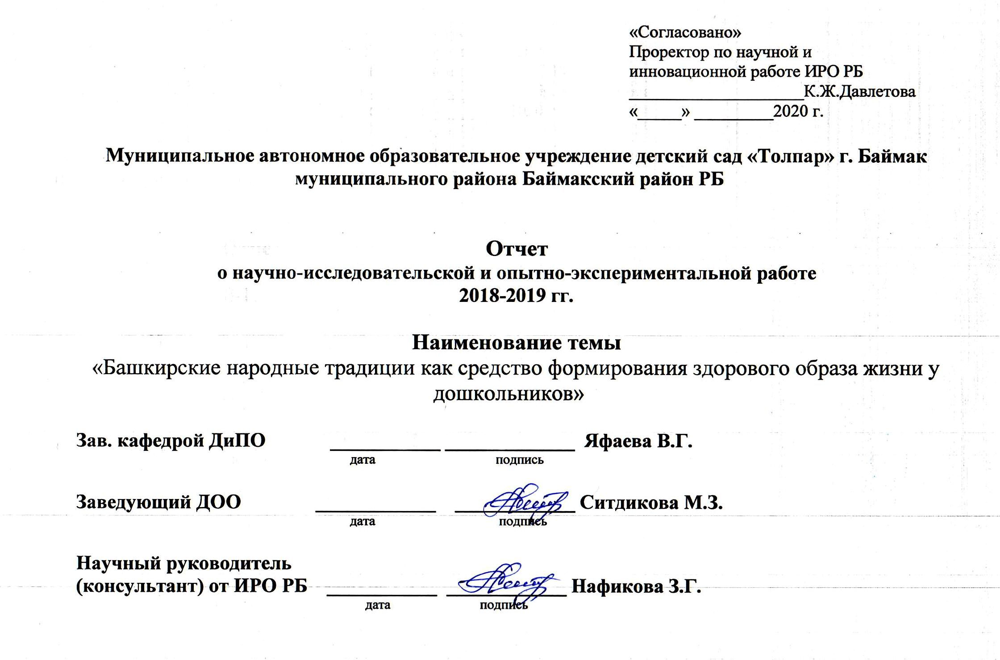 «Согласовано»
Проректор по научной и
инновационной работе ИРО РБ
____________________К.Ж.Давлетова
«_____» _________2020 г.
Муниципальное автономное образовательное учреждение детский сад «Толпар» г. Баймак
муниципального района Баймакский район РБ
Отчет
о научно-исследовательской и опытно-экспериментальной работе
2018-2019 гг.
Наименование темы
«Башкирские народные традиции как средство формирования здорового образа жизни у
дошкольников»
Зав. кафедрой ДиПО ___________ _____________ Яфаева В.Г.
дата подпись
Заведующий ДОО ____________ ____________ Ситдикова М.З.
дата подпись
Научный руководитель
(консультант) от ИРО РБ ___________ ____________ Нафикова З.Г.
дата подпись